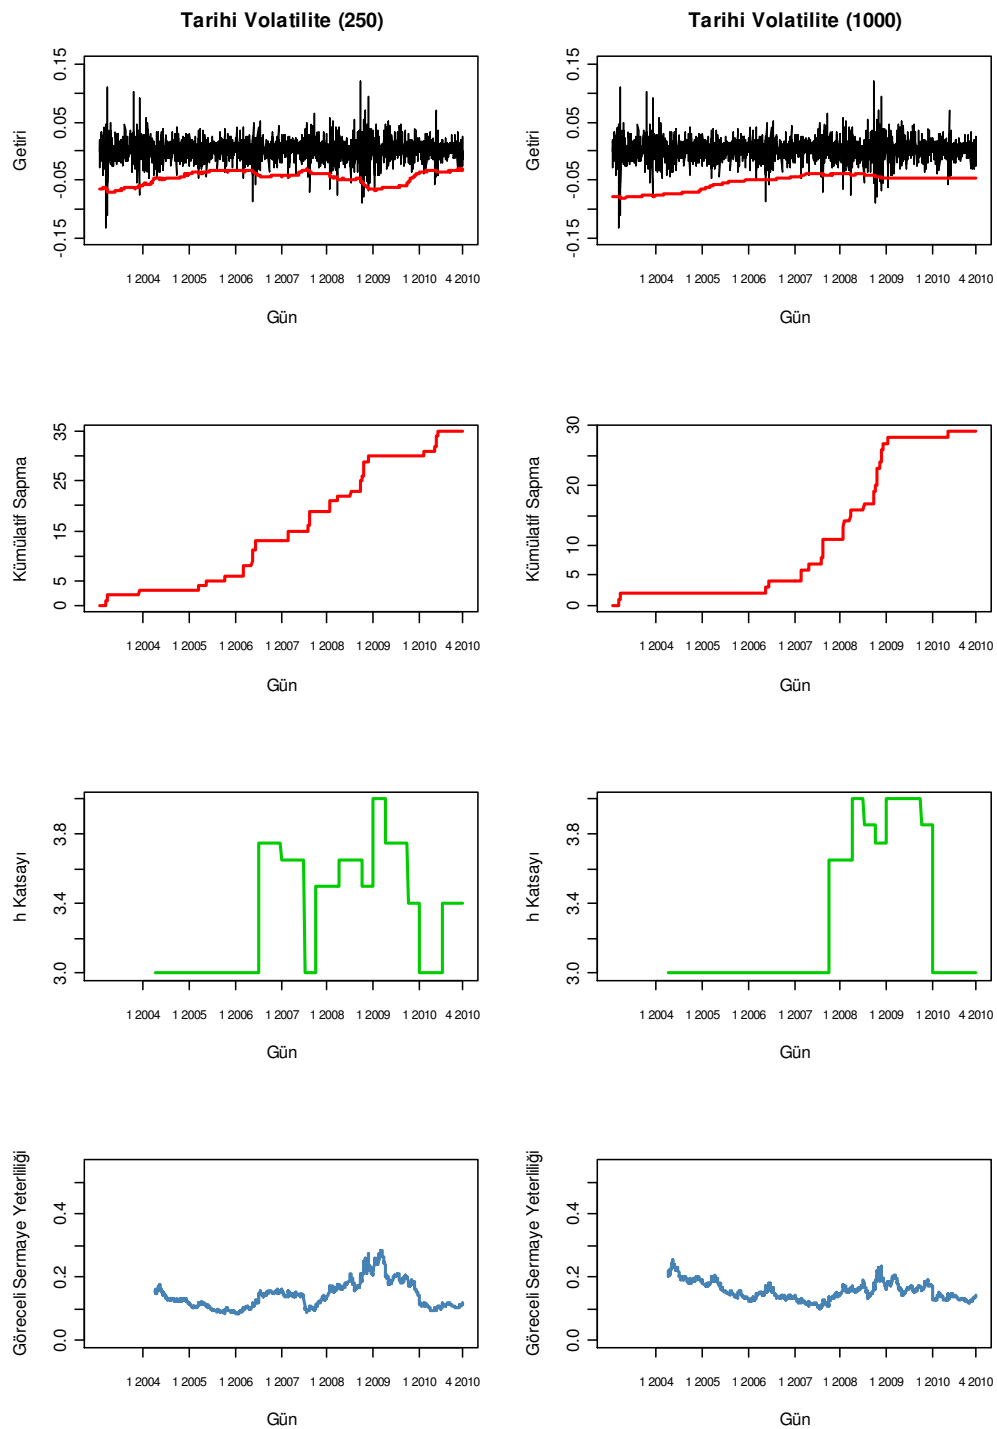 Tarihi Volatilite (250)
Getiri
0.15
0.05
-0.05
-0.15
1 2004 1 2005 1 2006 1 2007 1 2008 1 2009 1 2010 4 2010
Gün
Tarihi Volatilite (1000)
Getiri
0.15
0.05
-0.05
-0.15
1 2004 1 2005 1 2006 1 2007 1 2008 1 2009 1 2010 4 2010
Gün
Kümülatif Sapma
35
25
15
5
0
1 2004 1 2005 1 2006 1 2007 1 2008 1 2009 1 2010 4 2010
Gün
Kümülatif Sapma
30
20
10
5
0
1 2004 1 2005 1 2006 1 2007 1 2008 1 2009 1 2010 4 2010
Gün
h Katsayı
3.8
3.4
3.0
1 2004 1 2005 1 2006 1 2007 1 2008 1 2009 1 2010 4 2010
Gün
h Katsayı
3.8
3.4
3.0
1 2004 1 2005 1 2006 1 2007 1 2008 1 2009 1 2010 4 2010
Gün
Göreceli Sermaye Yeterliliği
0.4
0.2
0.0
1 2004 1 2005 1 2006 1 2007 1 2008 1 2009 1 2010 4 2010
Gün
Göreceli Sermaye Yeterliliği
0.4
0.2
0.0
1 2004 1 2005 1 2006 1 2007 1 2008 1 2009 1 2010 4 2010
Gün